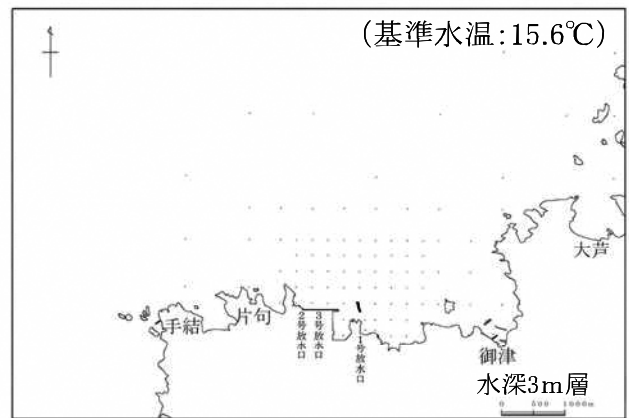 (基準水温:15.6℃)
大芦
手結
片句
2号放水口
3号放水口
1号放水口
御津
水深3m層
0 500 1000m